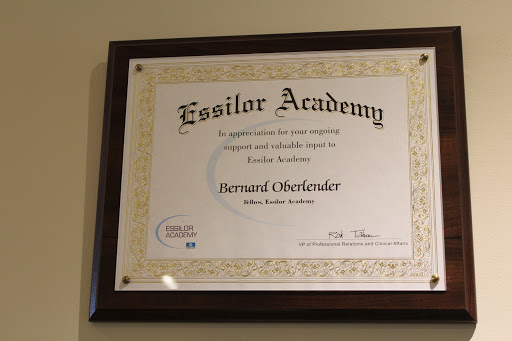 Essilor Academy
In appreciation for your ongoing
support and valuable input to
Essilor Academy
Bernard Oberlender
Fellow, Essilor Academy
ESSILOR
ACADEMY
VP of Professional Relations and Clinical Affairs